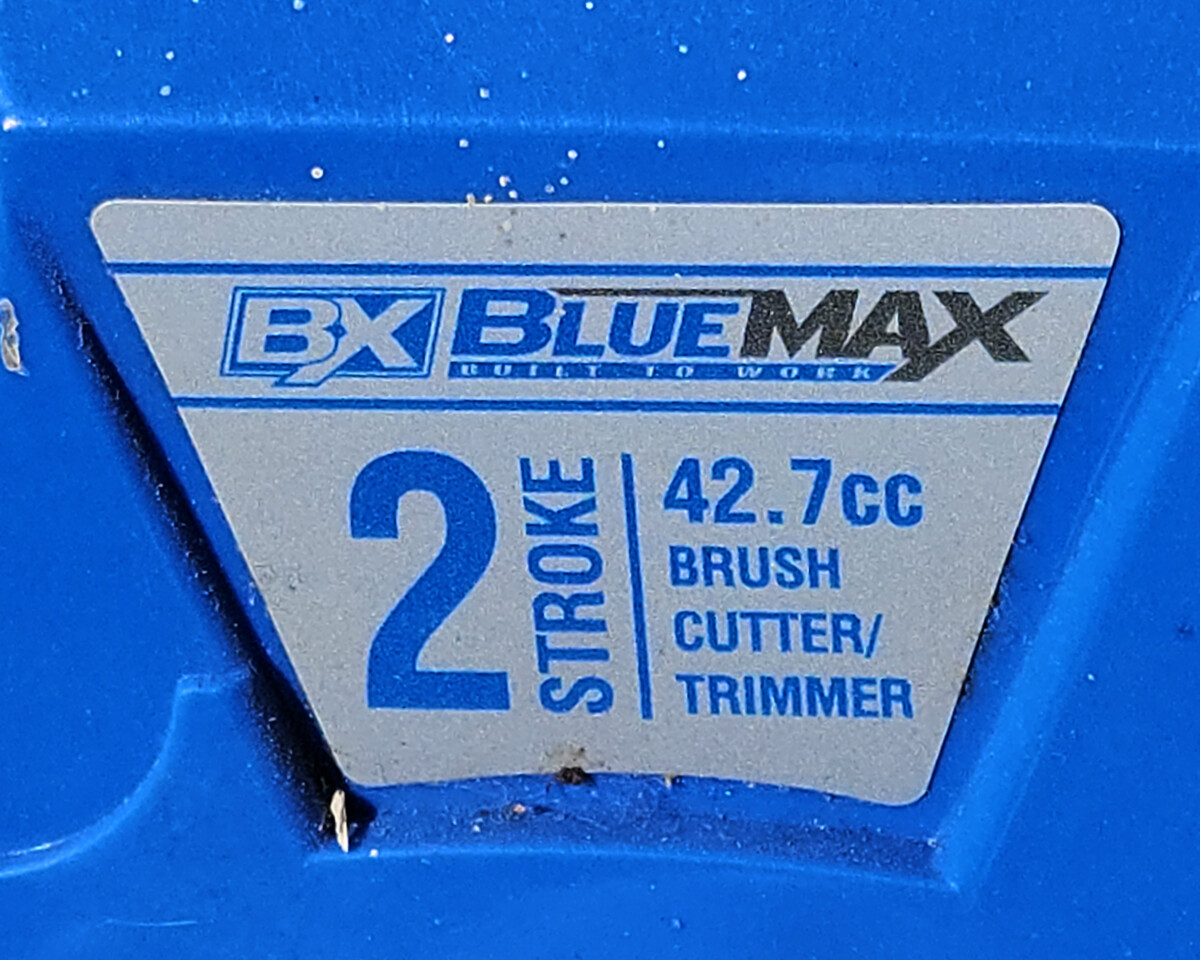 BX BLUEMAX
BUILT TO WORK
2 STROKE
42.7cc
BRUSH
CUTTER/
TRIMMER